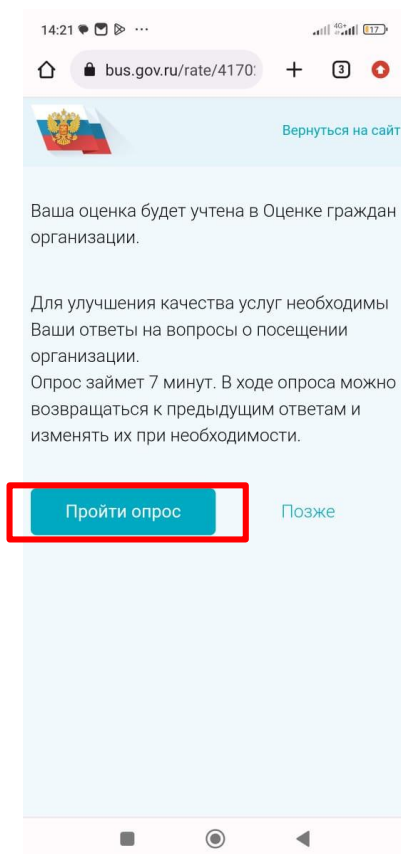 14:21
4G+
17
bus.gov.ru/rate/4170
3
Вернуться на сайт
Ваша оценка будет учтена в Оценке граждан
организации.
Для улучшения качества услуг необходимы
Ваши ответы на вопросы о посещении
организации.
Опрос займет 7 минут. В ходе опроса можно
возвращаться к предыдущим ответам и
изменять их при необходимости.
Пройти опрос
Позже